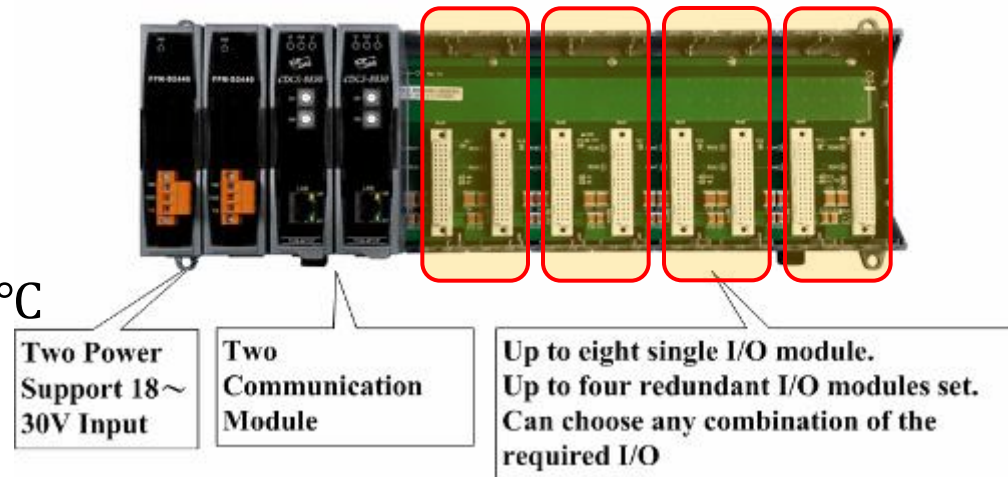 °C
Two Power
Support 18～
30V Input
Two
Communication
Module
Up to eight single I/O module.
Up to four redundant I/O modules set.
Can choose any combination of the
required I/O